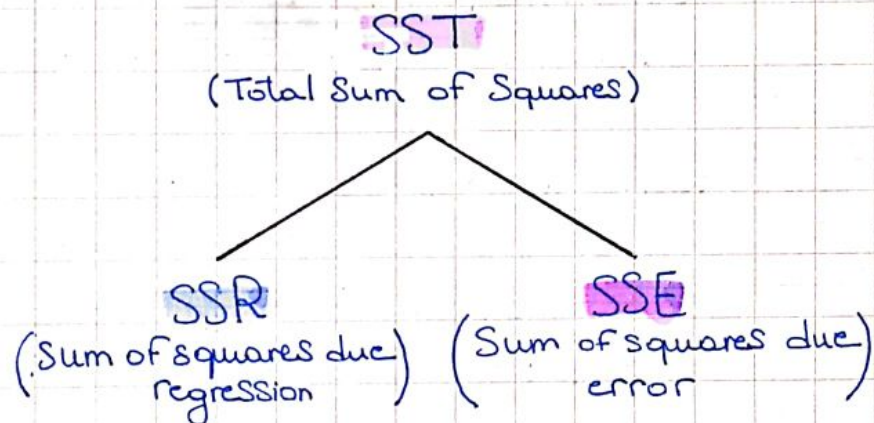 SST
(Total Sum of Squares)
SSR
(Sum of squares due
regression)
SSE
(Sum of squares due
error)